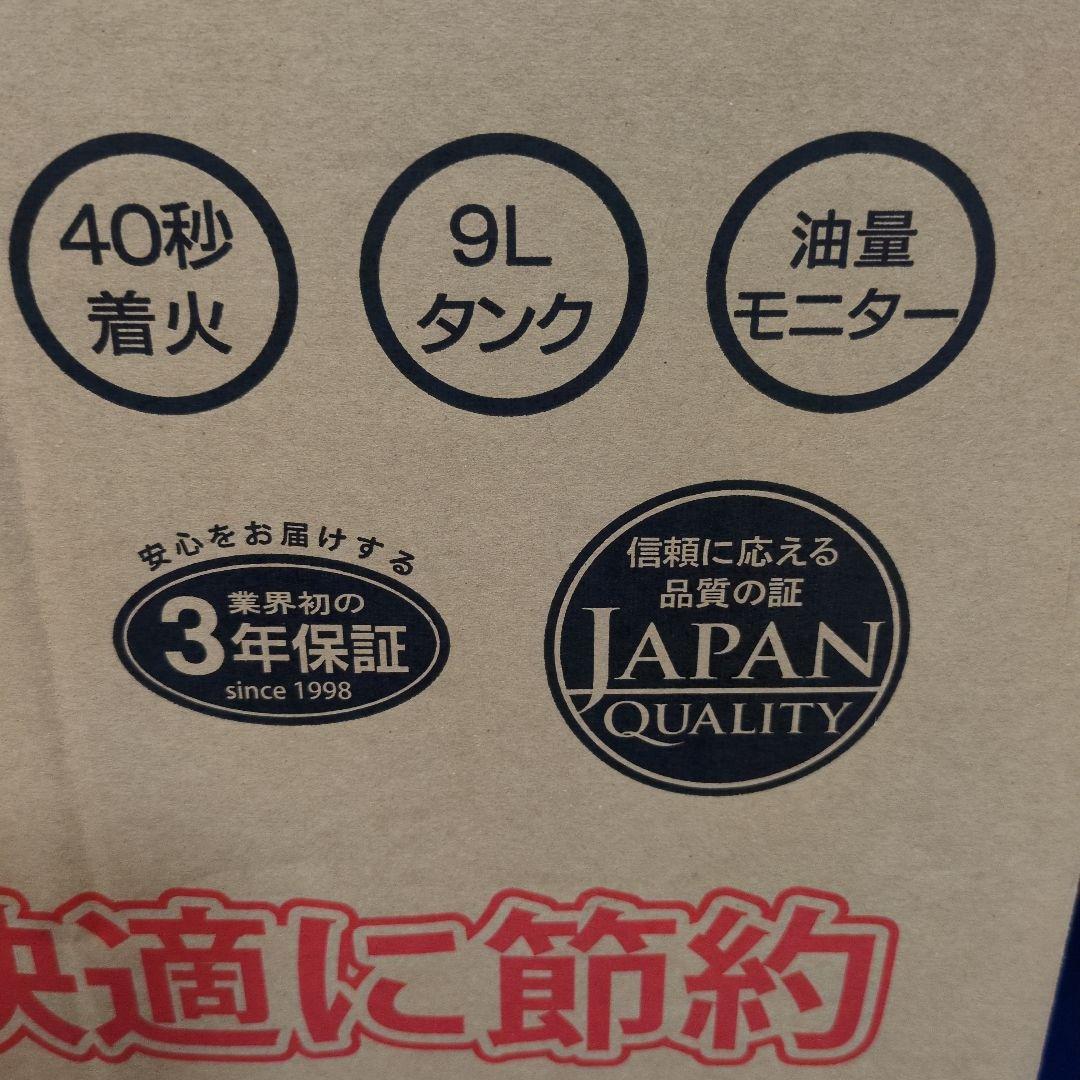 40秒
着火
9L
タンク
油量
モニター
安心をお届けする
業界初の
3年保証
since 1998
信頼に応える
品質の証
JAPAN
QUALITY
快適に節約